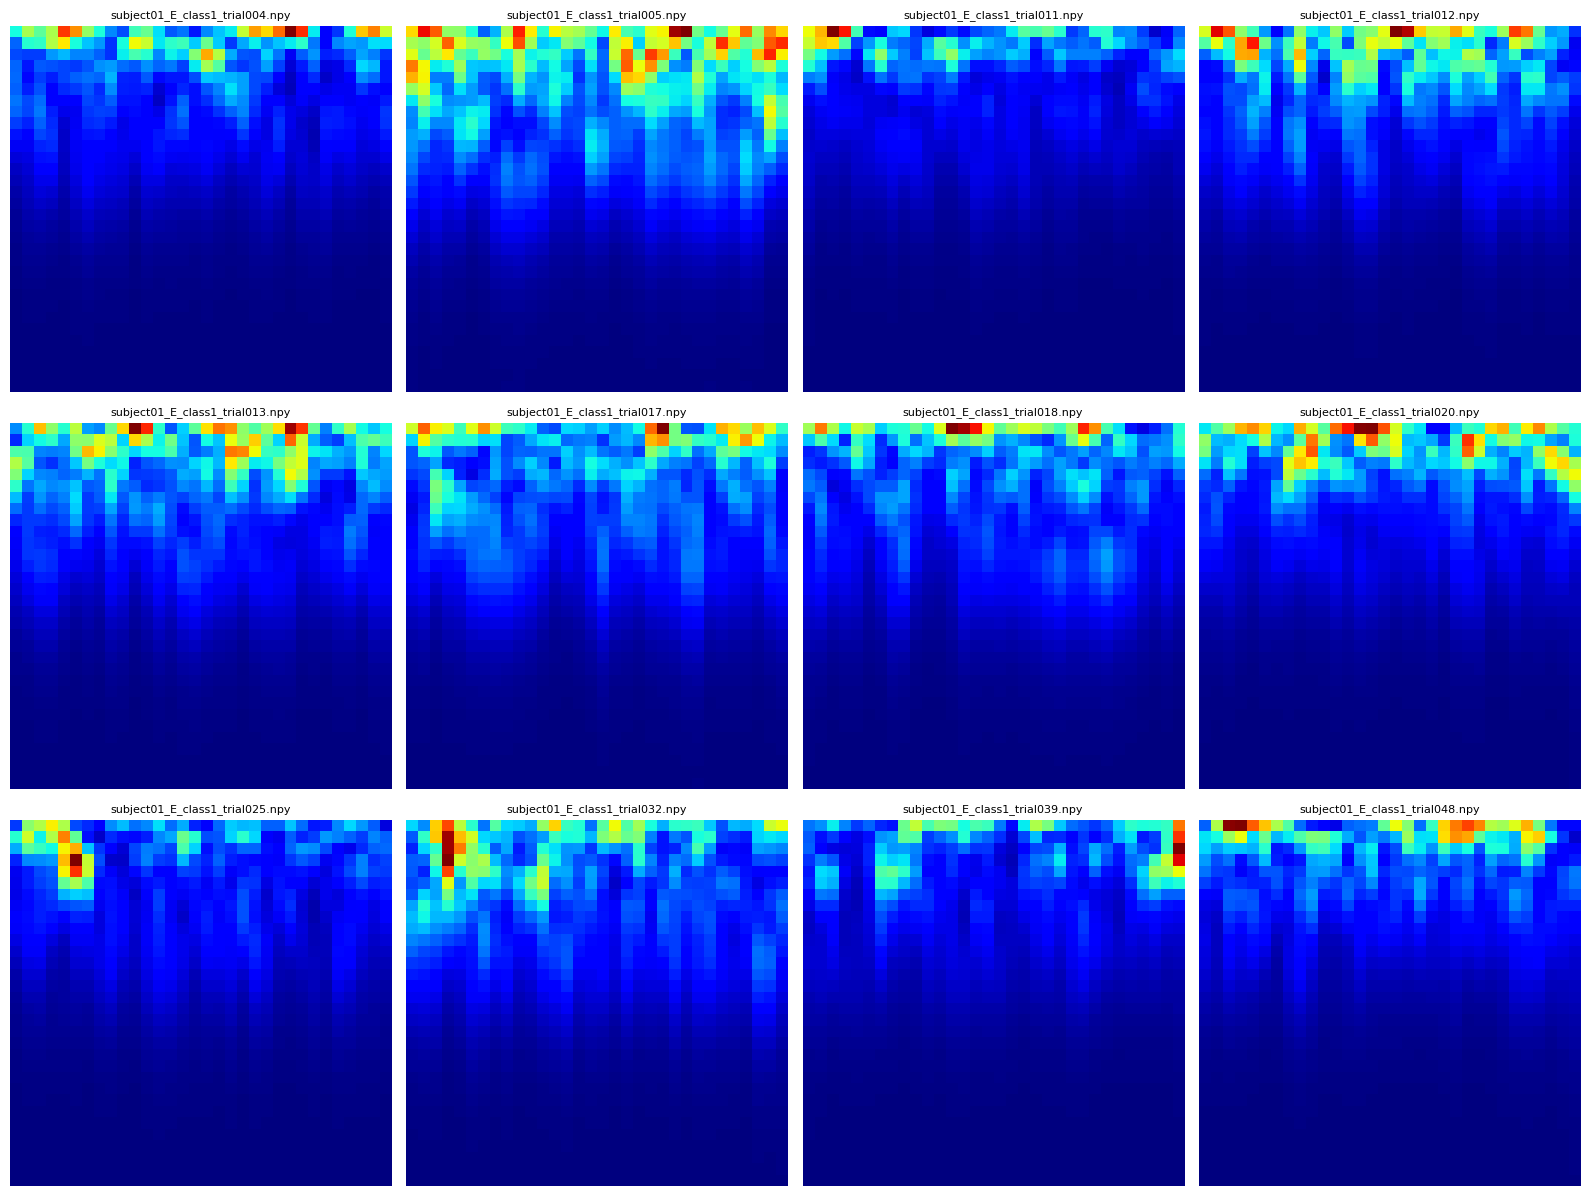 subject01_E_class1_trial004.npy
subject01_E_class1_trial005.npy
subject01_E_class1_trial011.npy
subject01_E_class1_trial012.npy
subject01_E_class1_trial013.npy
subject01_E_class1_trial017.npy
subject01_E_class1_trial018.npy
subject01_E_class1_trial020.npy
subject01_E_class1_trial025.npy
subject01_E_class1_trial032.npy
subject01_E_class1_trial039.npy
subject01_E_class1_trial048.npy